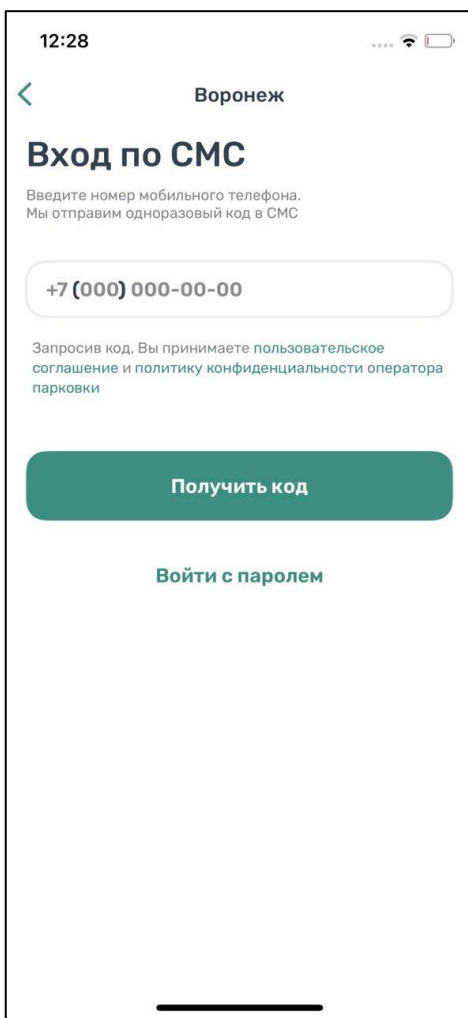 12:28
Воронеж
Вход по СМС
Введите номер мобильного телефона.
Мы отправим одноразовый код в СМС
+7 (000) 000-00-00
Запросив код, Вы принимаете пользовательское
соглашение и политику конфиденциальности оператора
парковки
Получить код
Войти с паролем